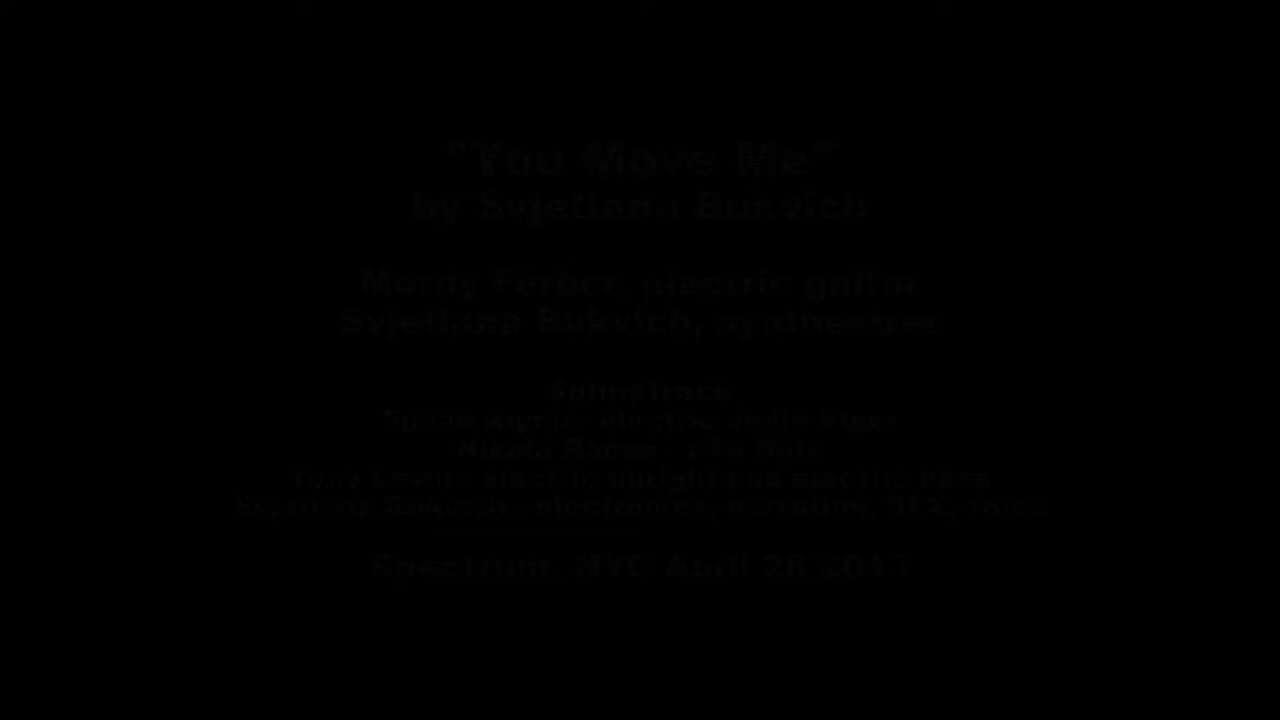 "You Move Me"
by Svjetlana Bukvich
Mordy Ferber, electric guitar
Svjetlana Bukvich, synthesizer
Soundtrack
Susan electric violin Viper
Nikola
Tony Levin - electric upright and electric bass
Svjetlana Bukvich - electronics, narration, SFX, voice
Spectrum, NYC April 28 2013